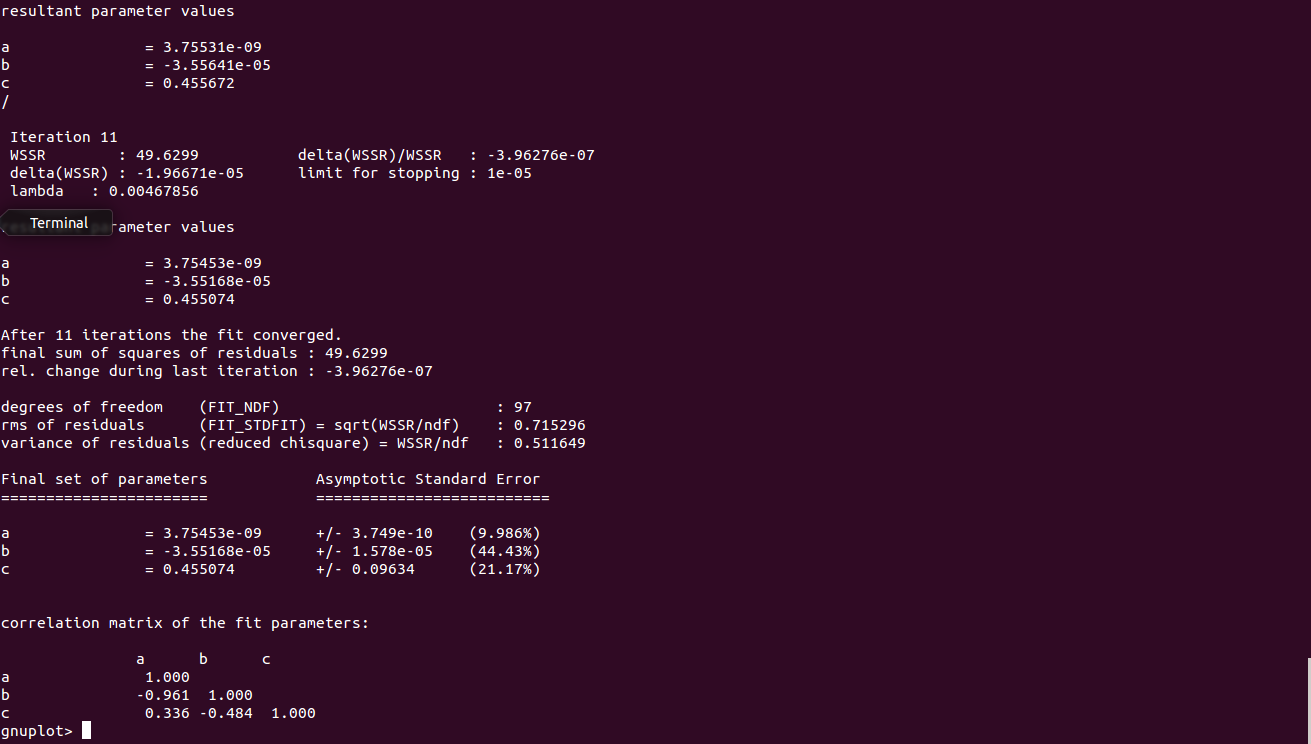 resultant parameter values
a = 3.75531e-09
b = -3.55641e-05
c = 0.455672
/
Iteration 11
WSSR : 49.6299 delta(WSSR)/WSSR : -3.96276e-07
delta(WSSR) : -1.96671e-05 limit for stopping : 1e-05
lambda : 0.00467856
Terminal
rameter values
a = 3.75453e-09
b = -3.55168e-05
c = 0.455074
After 11 iterations the fit converged.
final sum of squares of residuals : 49.6299
rel. change during last iteration : -3.96276e-07
degrees of freedom (FIT_NDF) : 97
rms of residuals (FIT_STDFIT) = sqrt(WSSR/ndf) : 0.715296
variance of residuals (reduced chisquare) = WSSR/ndf : 0.511649
Final set of parameters Asymptotic Standard Error
======================= ==========================
a = 3.75453e-09 +/- 3.749e-10 (9.986%)
b = -3.55168e-05 +/- 1.578e-05 (44.43%)
c = 0.455074 +/- 0.09634 (21.17%)
correlation matrix of the fit parameters:
a b c
a 1.000
b -0.961 1.000
c 0.336 -0.484 1.000
gnuplot>